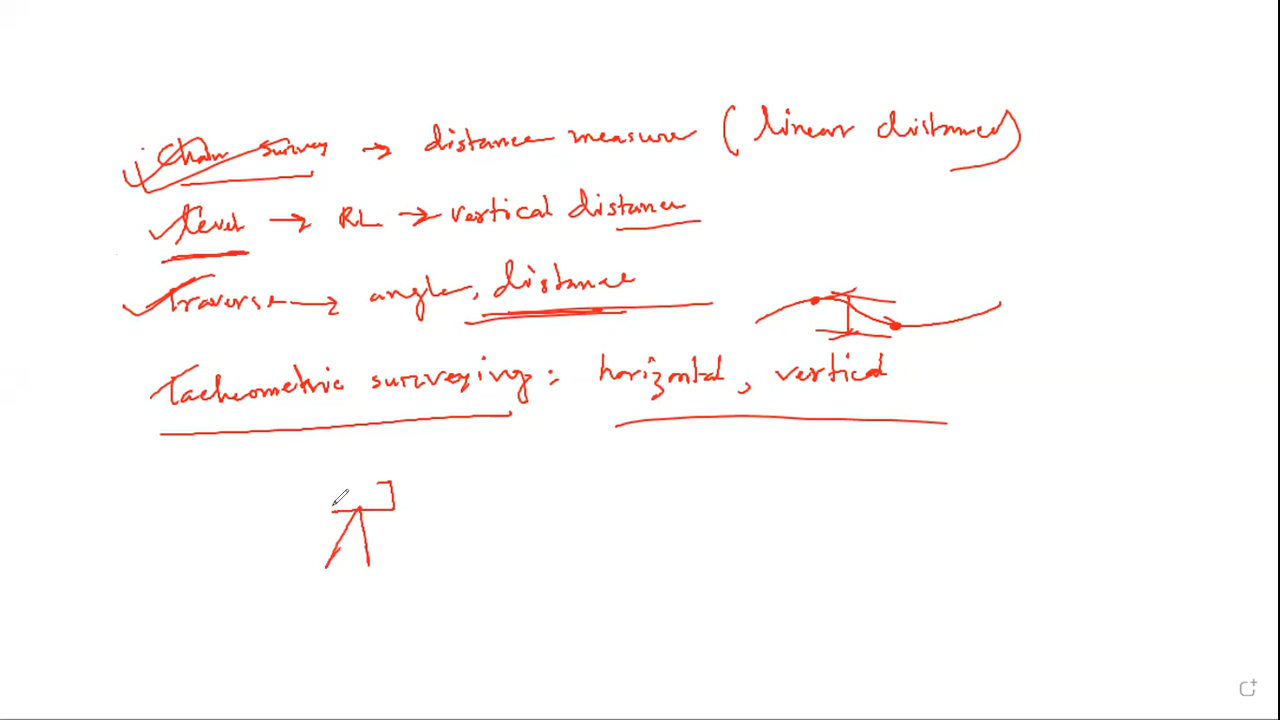 Chain survey → distance measure (linear distance)
Level → RL → vertical distance
Traverse → angle, distance
Tacheometric surveying : horizontal, vertical